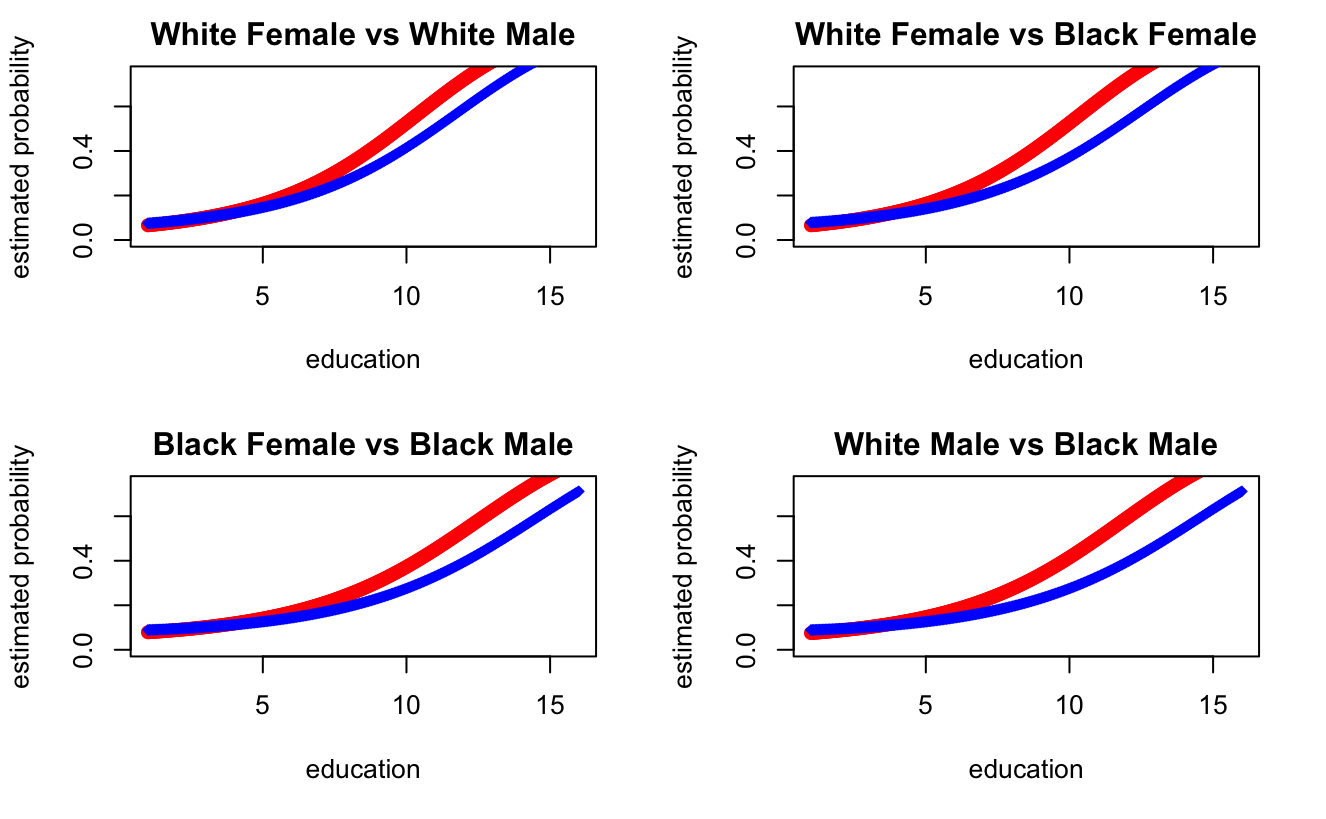 White Female vs White Male
estimated probability
0.0
0.4
5 10 15
education
White Female vs Black Female
estimated probability
0.0
0.4
5 10 15
education
Black Female vs Black Male
estimated probability
0.0
0.4
5 10 15
education
White Male vs Black Male
estimated probability
0.0
0.4
5 10 15
education